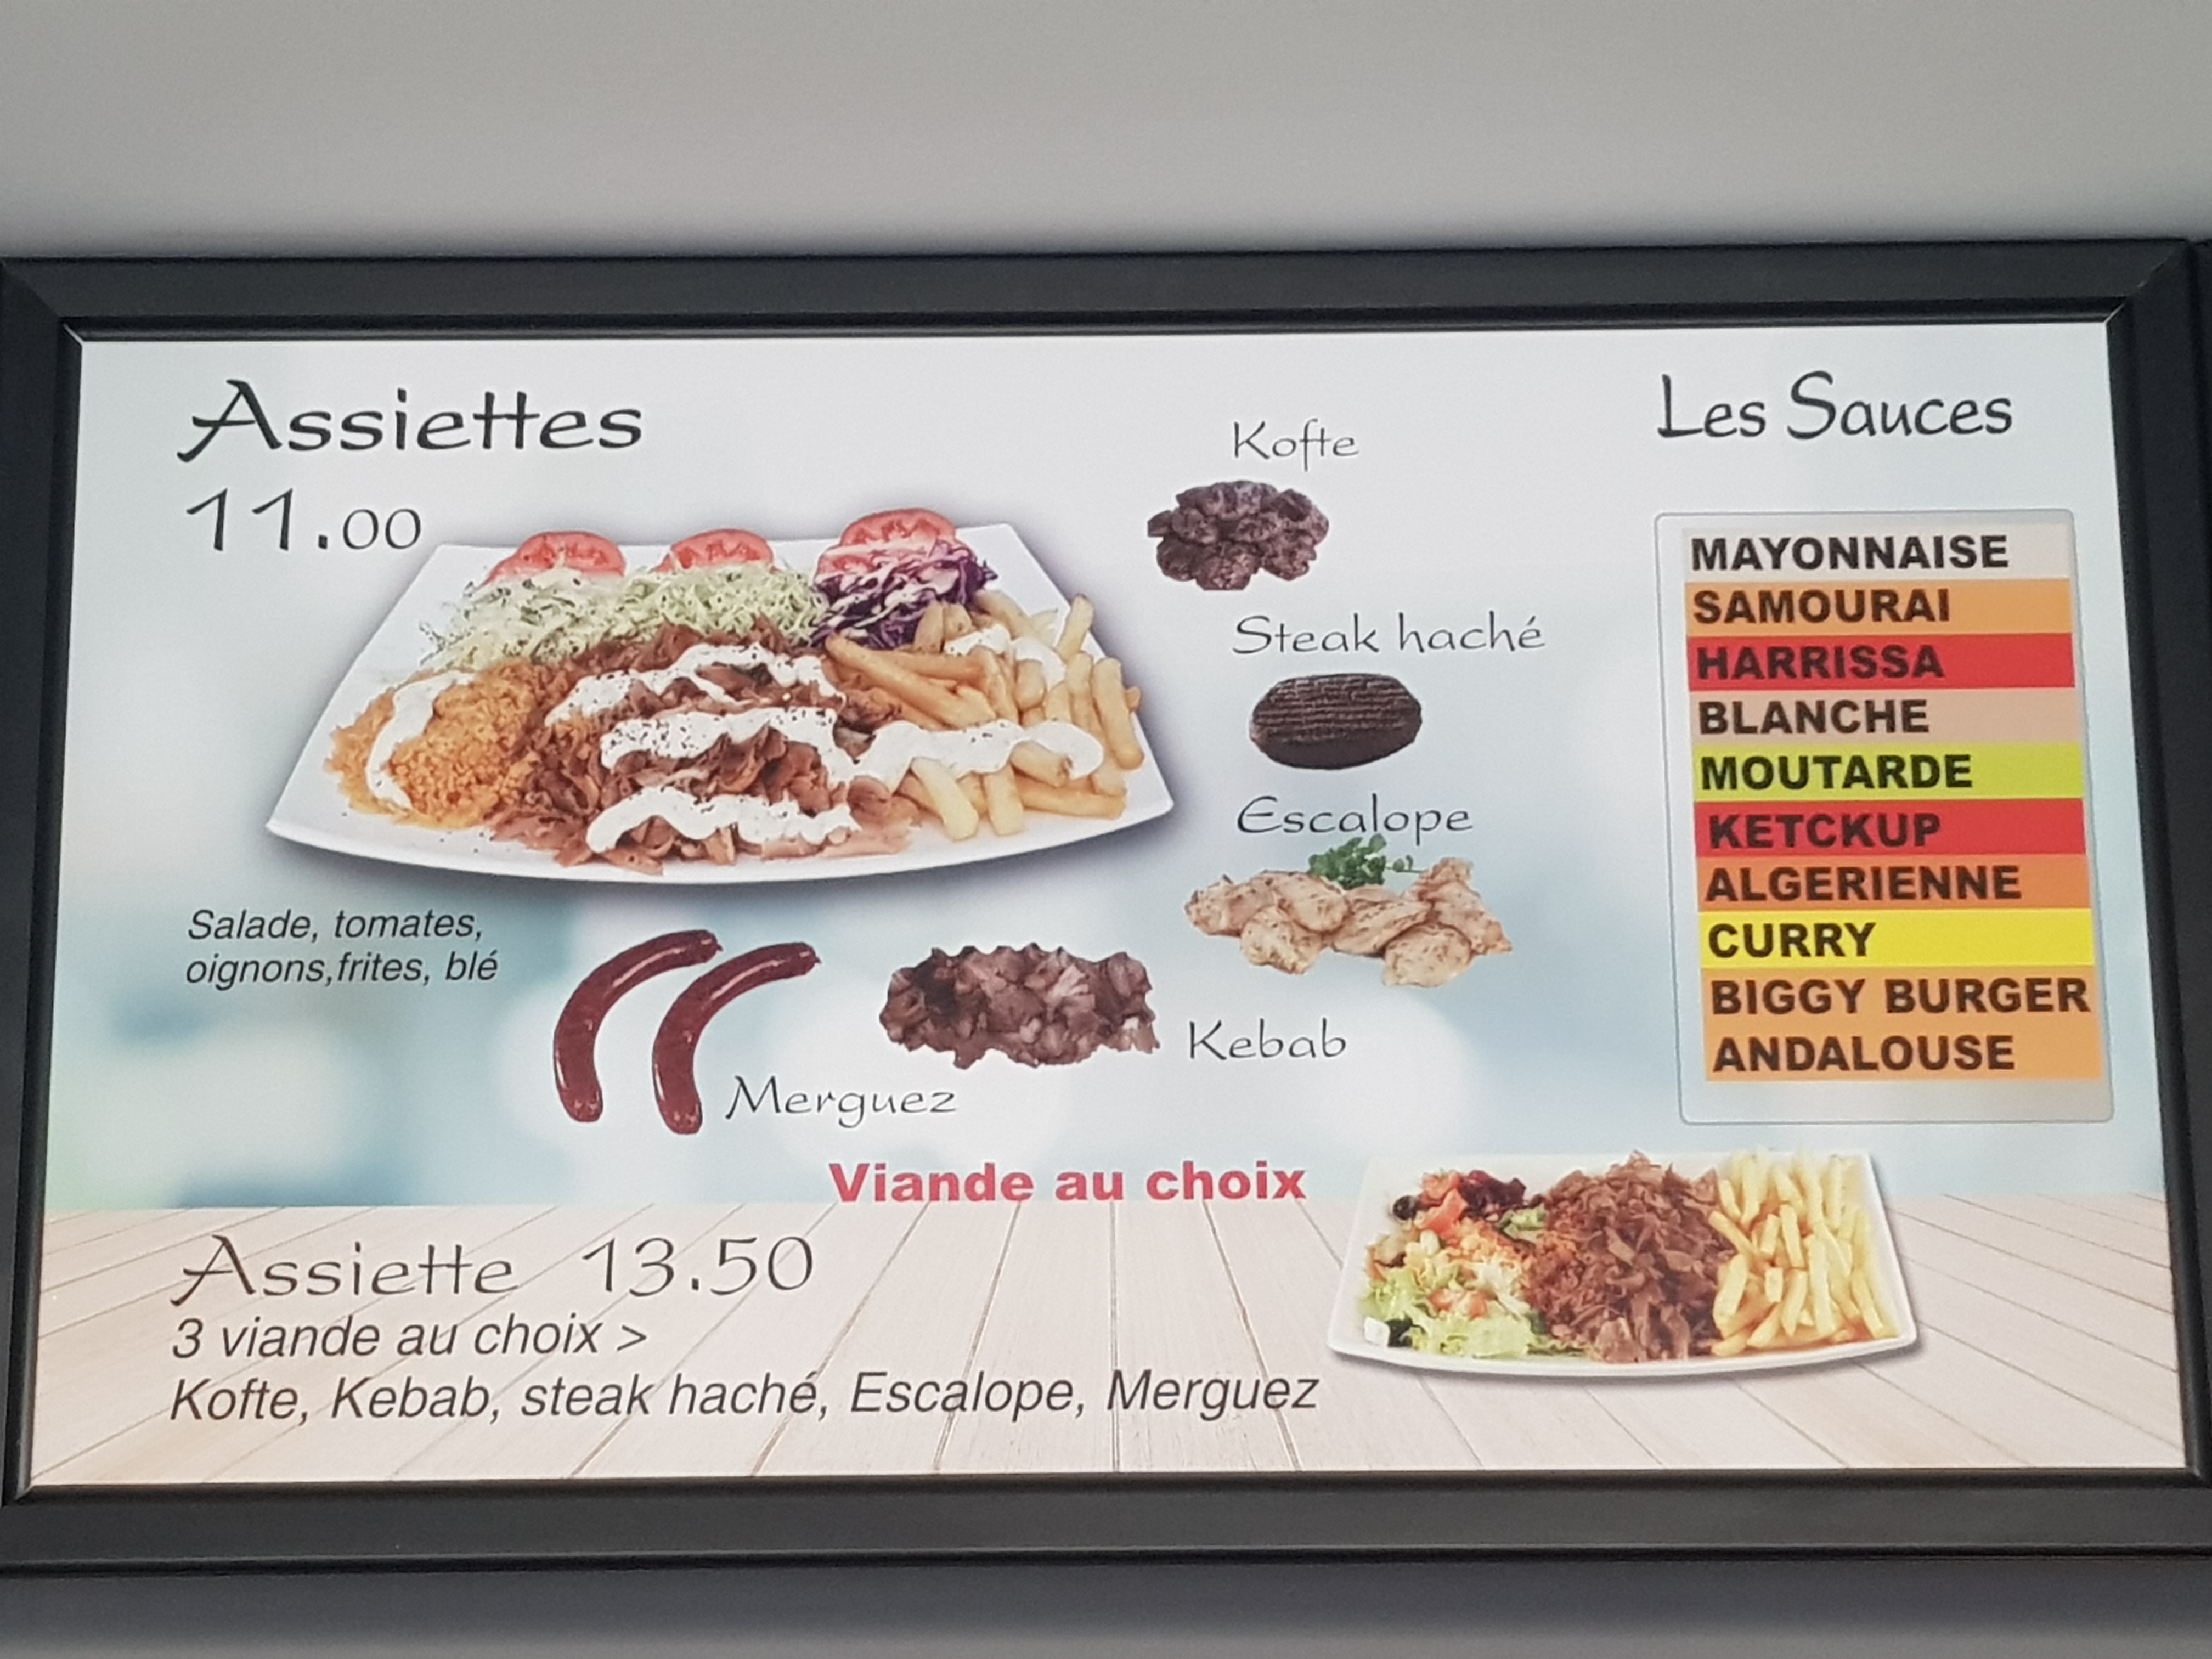 Assiettes
11.00
Salade, tomates,
oignons,frites, blé
Kofte
Steak haché
Escalope
Kebab
Merguez
Viande au choix
Les Sauces
MAYONNAISE
SAMOURAI
HARRISSA
BLANCHE
MOUTARDE
KETCKUP
ALGERIENNE
CURRY
BIGGY BURGER
ANDALOUSE
Assiette 13.50
3 viande au choix >
Kofte, Kebab, steak haché, Escalope, Merguez